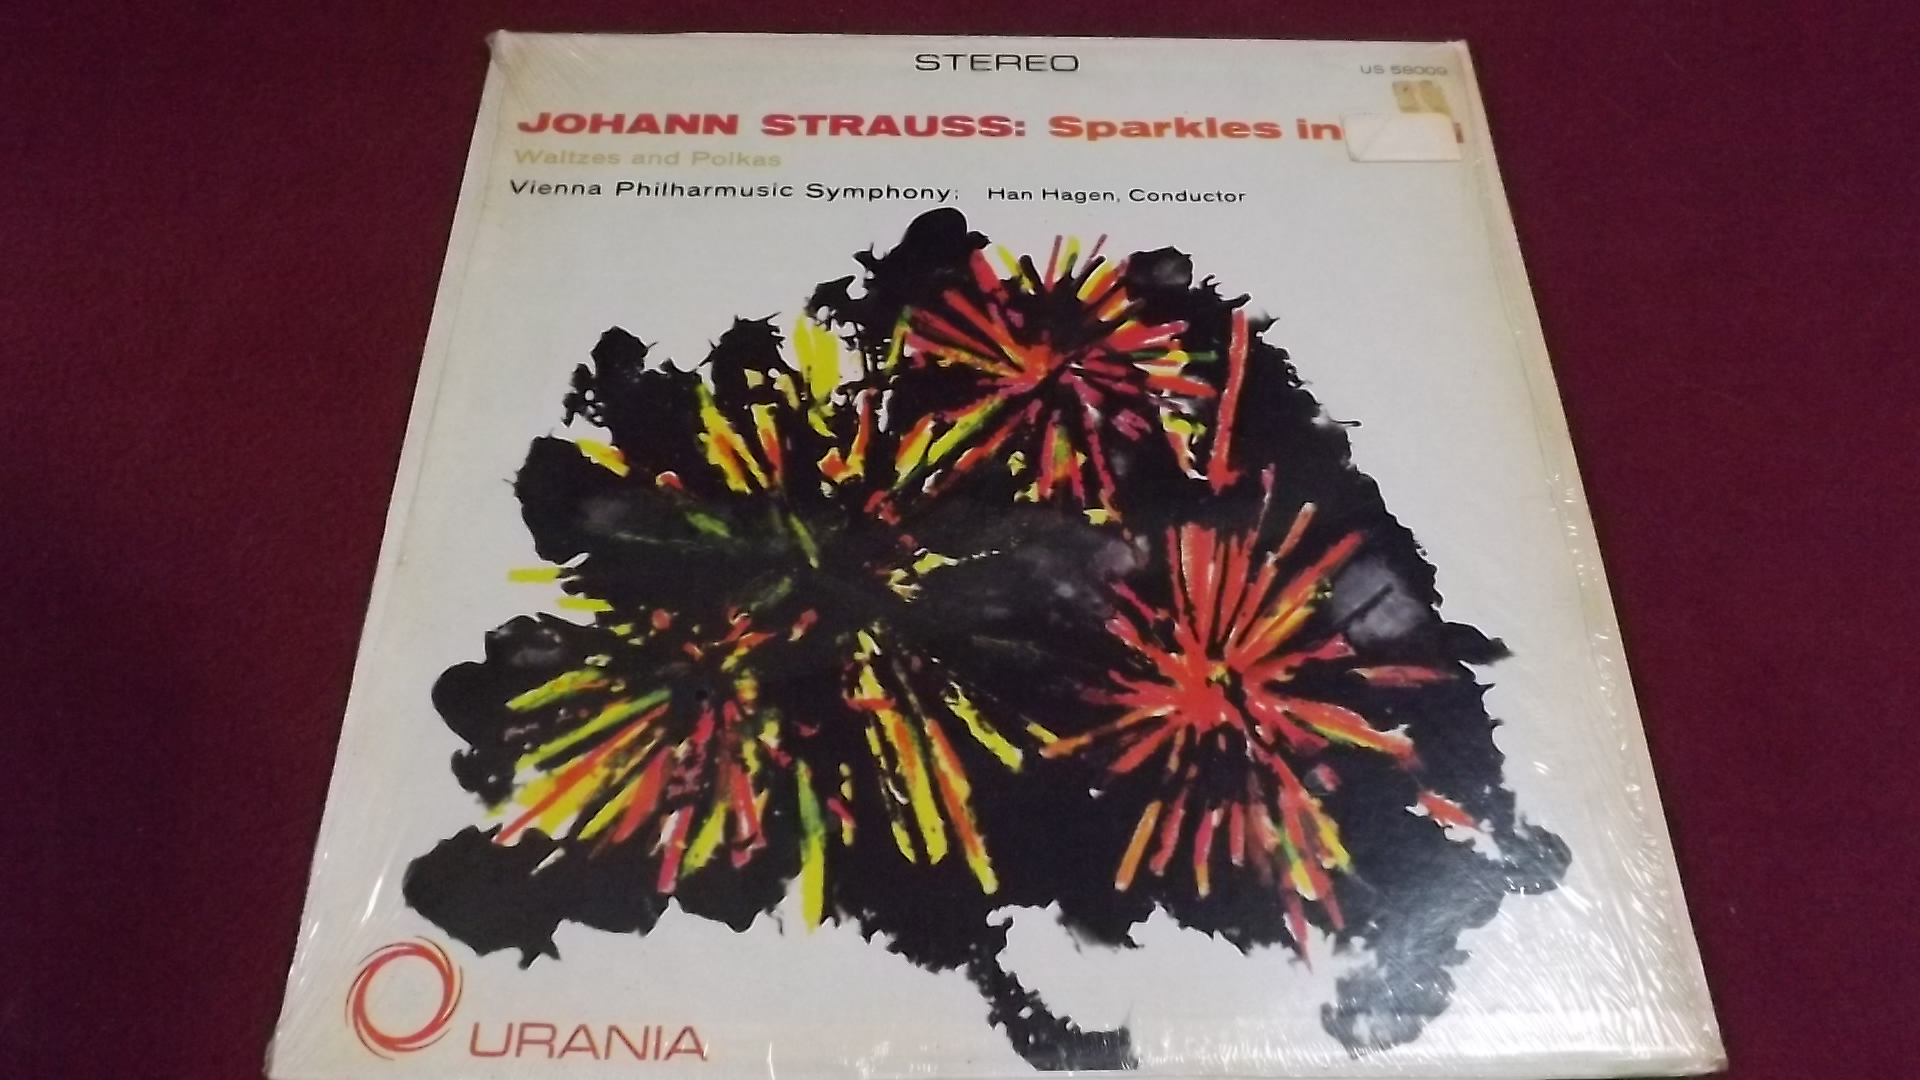 STEREO
US 58009
JOHANN STRAUSS: Sparkles in
Waltzes and Polkas
Vienna Philharmusic Symphony; Han Hagen, Conductor
URANIA